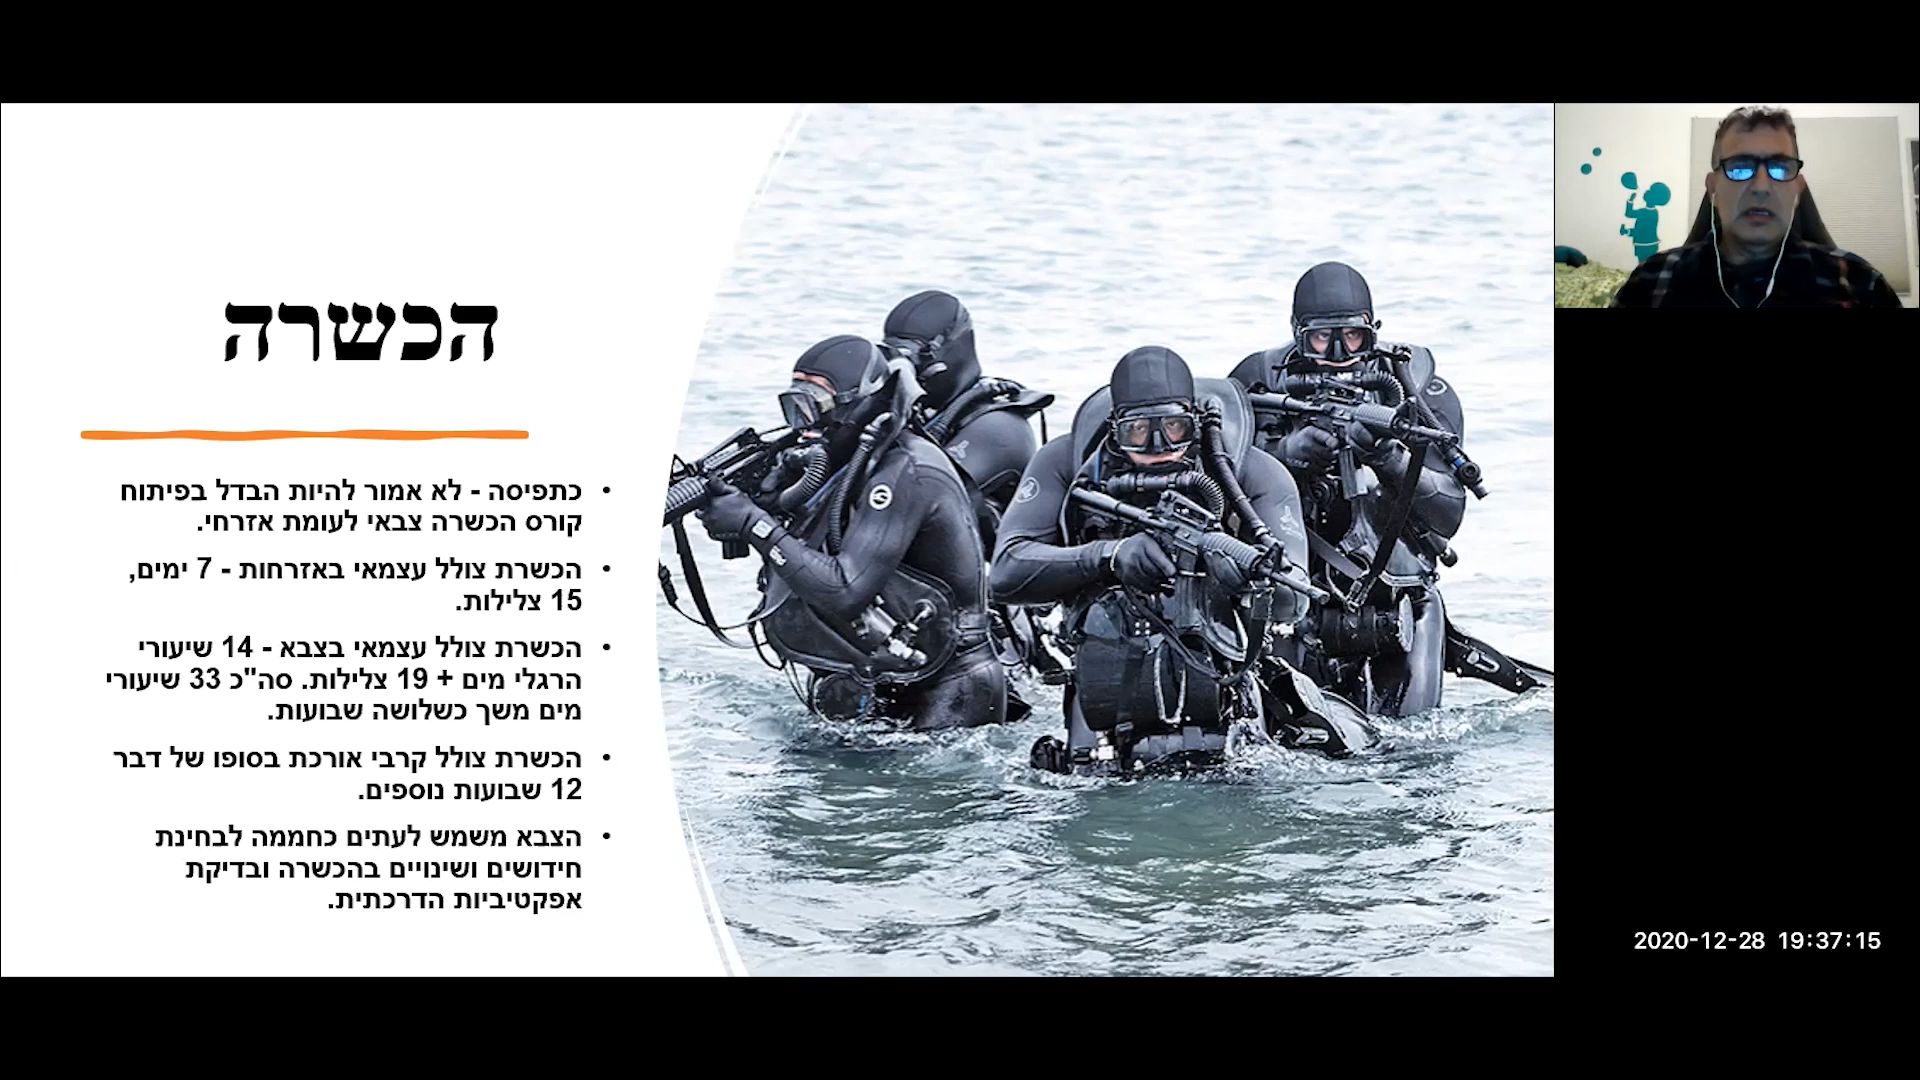 הכשרה
• כתפיסה - לא אמור להיות הבדל בפיתוח
קורס הכשרה צבאי לעומת אזרחי.
• הכשרת צולל עצמאי באזרחות - 7 ימים,
15 צלילות.
• הכשרת צולל עצמאי בצבא - 14 שיעורי
הרגלי מים + 19 צלילות. סה"כ 33 שיעורי
מים משך כשלושה שבועות.
• הכשרת צולל קרבי אורכת בסופו של דבר
12 שבועות נוספים.
• הצבא משמש לעתים כחממה לבחינת
חידושים ושינויים בהכשרה ובדיקת
אפקטיביות הדרכתית.
2020-12-28 19:37:15